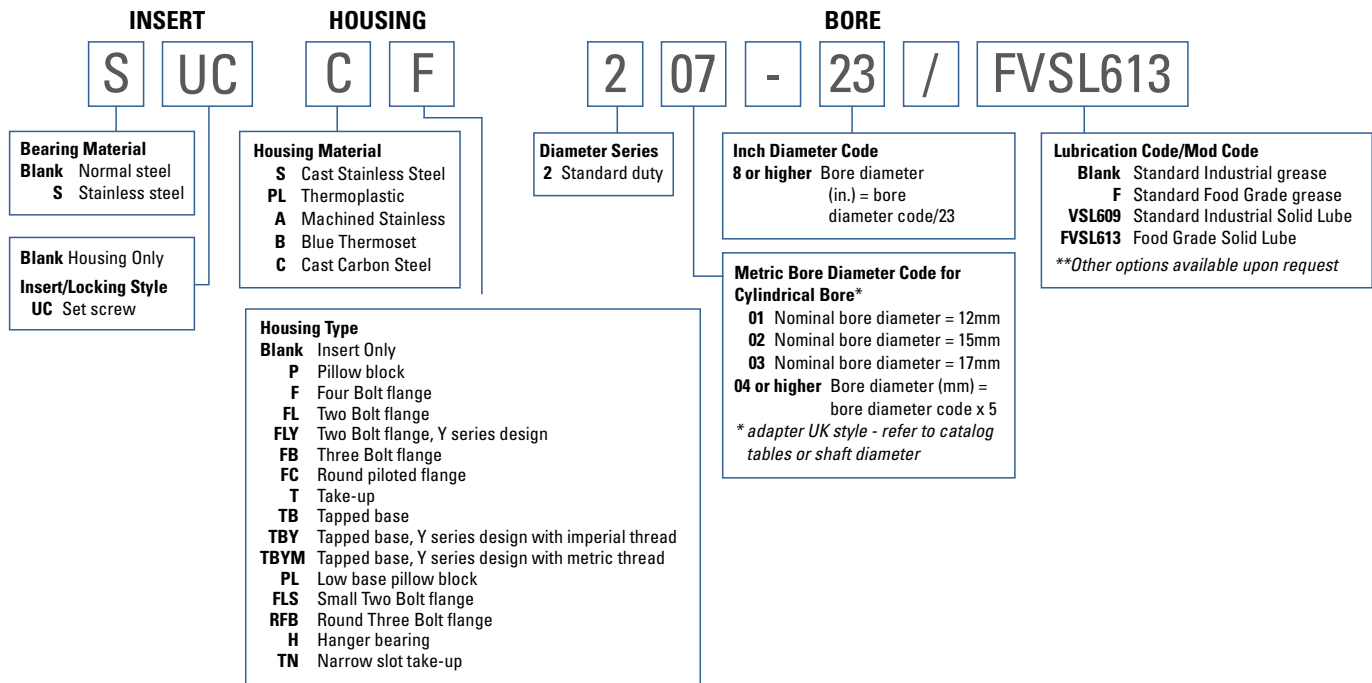 INSERT HOUSING BORE
S UC C F 2 07 - 23 / FVSL613
Bearing Material
Blank Normal steel
S Stainless steel
Blank Housing Only
Insert/Locking Style
UC Set screw
Housing Material
S Cast Stainless Steel
PL Thermoplastic
A Machined Stainless
B Blue Thermoset
C Cast Carbon Steel
Housing Type
Blank Insert Only
P Pillow block
F Four Bolt flange
FL Two Bolt flange
FLY Two Bolt flange, Y series design
FB Three Bolt flange
FC Round piloted flange
T Take-up
TB Tapped base
TBY Tapped base, Y series design with imperial thread
TBYM Tapped base, Y series design with metric thread
PL Low base pillow block
FLS Small Two Bolt flange
RFB Round Three Bolt flange
H Hanger bearing
TN Narrow slot take-up
Diameter Series
2 Standard duty
Inch Diameter Code
8 or higher Bore diameter
(in.) = bore
diameter code/23
Metric Bore Diameter Code for
Cylindrical Bore*
01 Nominal bore diameter = 12mm
02 Nominal bore diameter = 15mm
03 Nominal bore diameter = 17mm
04 or higher Bore diameter (mm) =
bore diameter code x 5
* adapter UK style - refer to catalog
tables or shaft diameter
Lubrication Code/Mod Code
Blank Standard Industrial grease
F Standard Food Grade grease
VSL609 Standard Industrial Solid Lube
FVSL613 Food Grade Solid Lube
**Other options available upon request